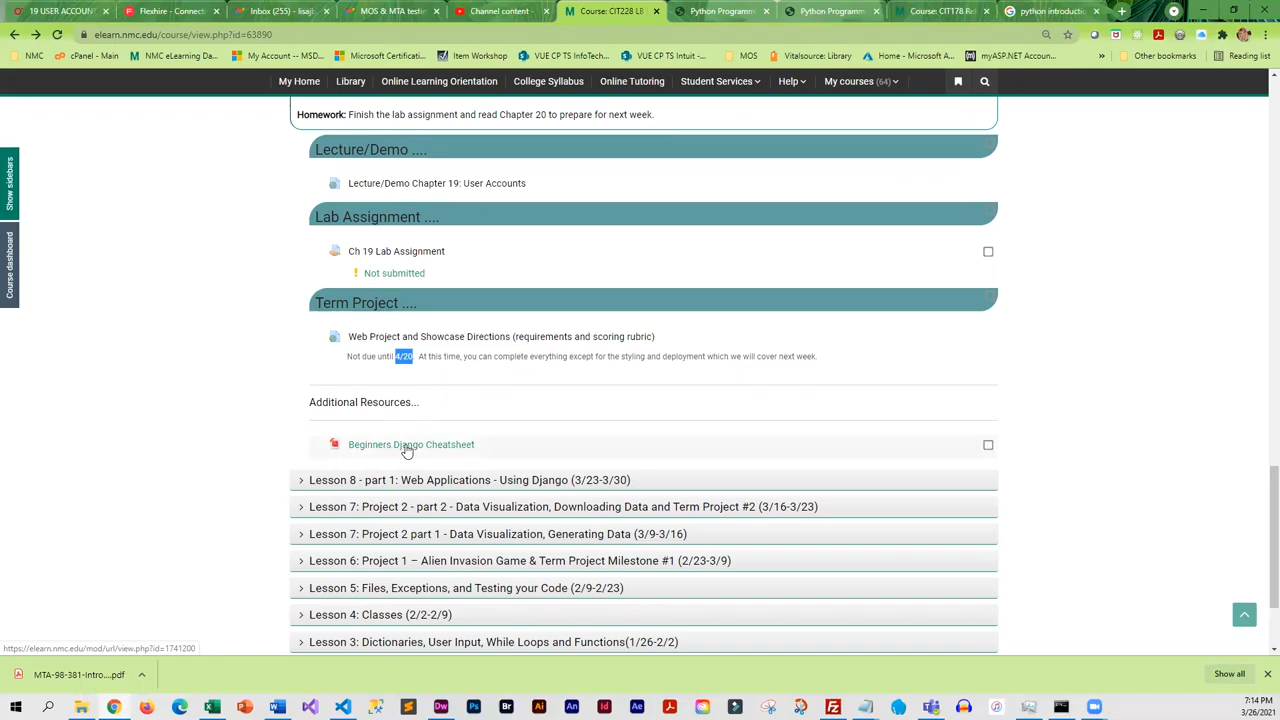 19 USER ACCOUNT
Flexhire - Connect
Inbox (255) - lisajb
MOS & MTA testin
Channel content -
Course: CIT228 LB
Python Programm
Python Programm
Course: CIT178 Re
python introductio
elearn.nmc.edu/course/view.php?id=63890
NMC
cPanel - Main
NMC eLearning Da...
My Account -- MSD...
Microsoft Certificati...
Item Workshop
VUE CP TS InfoTech...
VUE CP TS Intuit -...
MOS
Vitalsource: Library
Home - Microsoft A...
myASP.NET Accoun...
»
Other bookmarks
Reading list
My Home
Library
Online Learning Orientation
College Syllabus
Online Tutoring
Student Services
Help
My courses (64)
Homework: Finish the lab assignment and read Chapter 20 to prepare for next week.
Show sidebars
Course dashboard
Lecture/Demo ....
Lecture/Demo Chapter 19: User Accounts
Lab Assignment ....
Ch 19 Lab Assignment
Not submitted
Term Project ....
Web Project and Showcase Directions (requirements and scoring rubric)
Not due until 4/20 At this time, you can complete everything except for the styling and deployment which we will cover next week.
Additional Resources...
Beginners Django Cheatsheet
Lesson 8 - part 1: Web Applications - Using Django (3/23-3/30)
Lesson 7: Project 2 - part 2 - Data Visualization, Downloading Data and Term Project #2 (3/16-3/23)
Lesson 7: Project 2 part 1 - Data Visualization, Generating Data (3/9-3/16)
Lesson 6: Project 1 – Alien Invasion Game & Term Project Milestone #1 (2/23-3/9)
Lesson 5: Files, Exceptions, and Testing your Code (2/9-2/23)
Lesson 4: Classes (2/2-2/9)
Lesson 3: Dictionaries, User Input, While Loops and Functions(1/26-2/2)
https://elearn.nmc.edu/mod/url/view.php?id=1741200
MTA-98-381-Intro....pdf
Show all
7:14 PM
3/26/2021